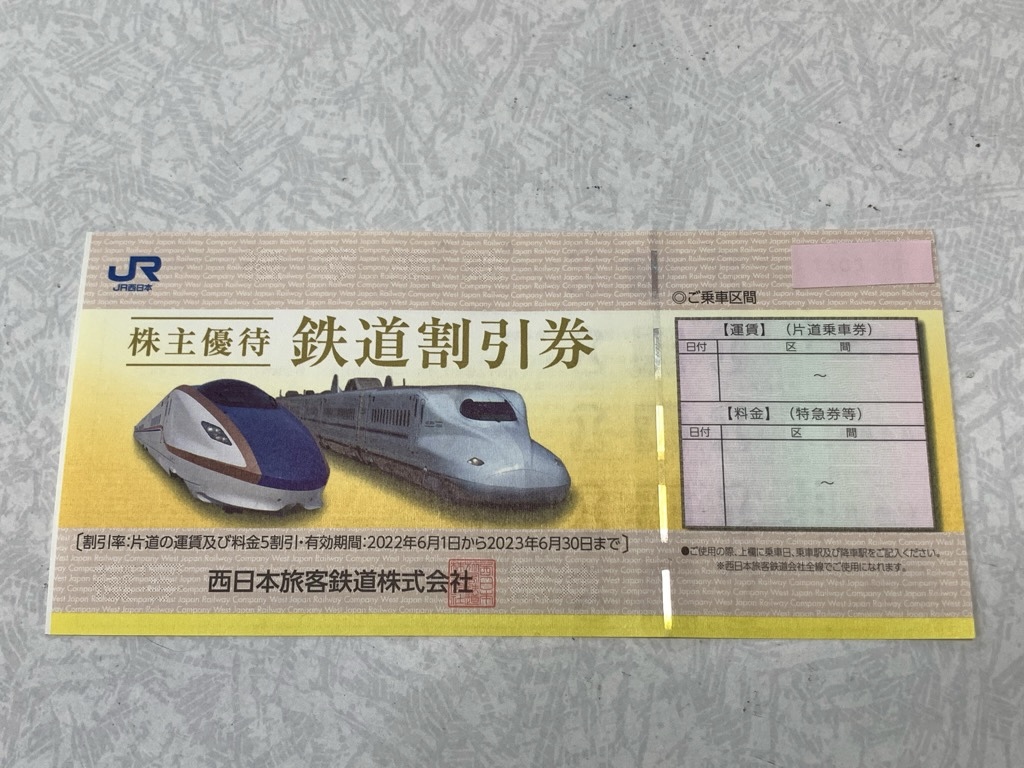 JR
JR西日本
株主優待 鉄道割引券
[割引率:片道の運賃及び料金5割引・有効期間:2022年6月1日から2023年6月30日まで]
西日本旅客鉄道株式会社
◎ご乗車区間
【運賃】(片道乗車券)
日付 区間
~
【料金】(特急券等)
日付 区間
~
●ご使用の際、上欄に乗車日、乗車駅及び降車駅をご記入ください。
※西日本旅客鉄道会社全線でご使用になれます。
West Japan Railway Company